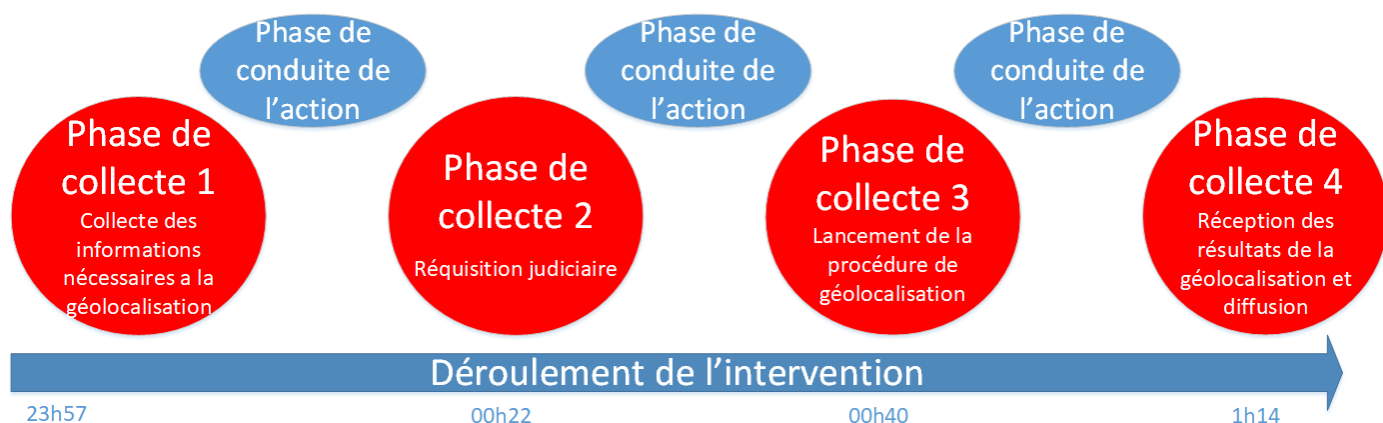 Phase de
conduite de
l'action
Phase de
conduite de
l'action
Phase de
conduite de
l'action
Phase de
collecte 1
Collecte des
informations
nécessaires a la
géolocalisation
Phase de
collecte 2
Réquisition judiciaire
Phase de
collecte 3
Lancement de la
procédure de
géolocalisation
Phase de
collecte 4
Réception des
résultats de la
géolocalisation et
diffusion
Déroulement de l'intervention
23h57
00h22
00h40
1h14